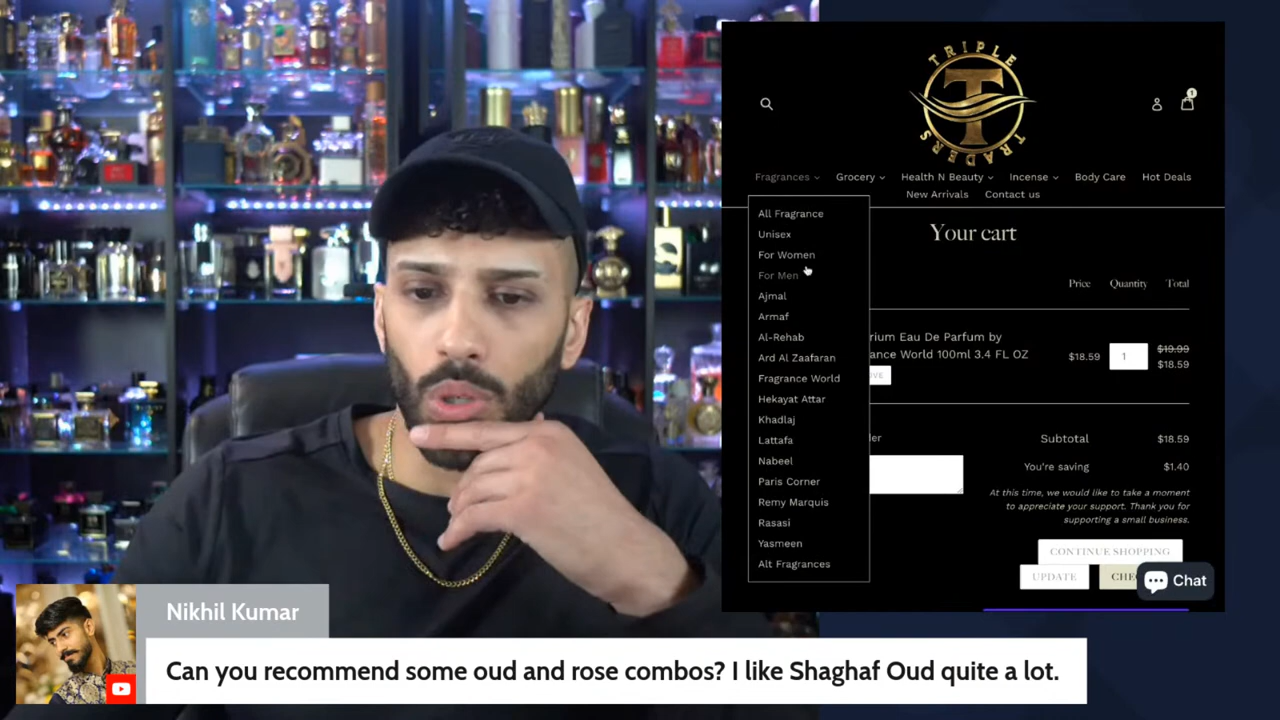 TRIPLE
T
TRADERS
1
Fragrances
Grocery
Health N Beauty
Incense
Body Care
Hot Deals
New Arrivals
Contact us
All Fragrance
Unisex
For Women
For Men
Ajmal
Armaf
Al-Rehab
Ard Al Zaafaran
Fragrance World
Hekayat Attar
Khadlaj
Lattafa
Nabeel
Paris Corner
Remy Marquis
Rasasi
Yasmeen
Alt Fragrances
Your cart
Price Quantity Total
rium Eau De Parfum by
ance World 100ml 3.4 FL OZ
$18.59
1
$19.99
$18.59
VE
der
Subtotal $18.59
You're saving $1.40
At this time, we would like to take a moment
to appreciate your support. Thank you for
supporting a small business.
CONTINUE SHOPPING
UPDATE
CHE
Chat
Nikhil Kumar
Can you recommend some oud and rose combos? I like Shaghaf Oud quite a lot.